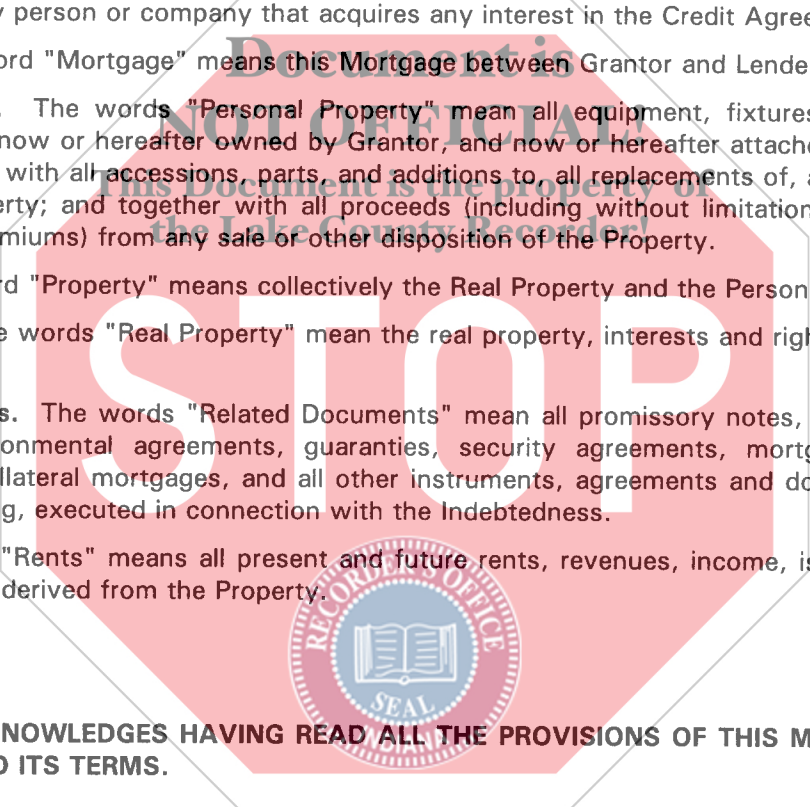 y person or company that acquires any interest in the Credit Agree
ord "Mortgage" means this Mortgage between Grantor and Lende
Document is
. The words "Personal Property" mean all equipment, fixtures
NOT OFFICIAL!
now or hereafter owned by Grantor, and now or hereafter attache
with all accessions, parts, and additions to, all replacements of, a
This Document is the property of
erty; and together with all proceeds (including without limitation
the Lake County Recorder!
miums) from any sale or other disposition of the Property.
rd "Property" means collectively the Real Property and the Person
e words "Real Property" mean the real property, interests and righ
STOP
s. The words "Related Documents" mean all promissory notes,
onmental agreements, guaranties, security agreements, mortg
llateral mortgages, and all other instruments, agreements and do
g, executed in connection with the Indebtedness.
"Rents" means all present and future rents, revenues, income, is
derived from the Property.
RECORDER'S OFFICE
SEAL
NOWLEDGES HAVING READ ALL THE PROVISIONS OF THIS M
O ITS TERMS.